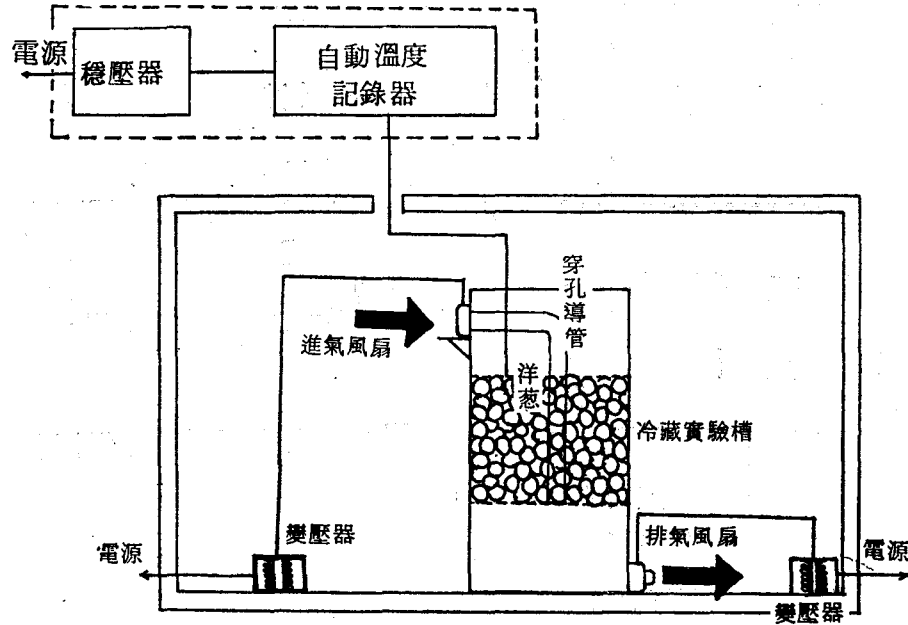 電源
穩壓器
自動溫度
記錄器
穿孔導管
進氣風扇
洋葱
冷藏實驗槽
變壓器
電源
排氣風扇
電源
變壓器